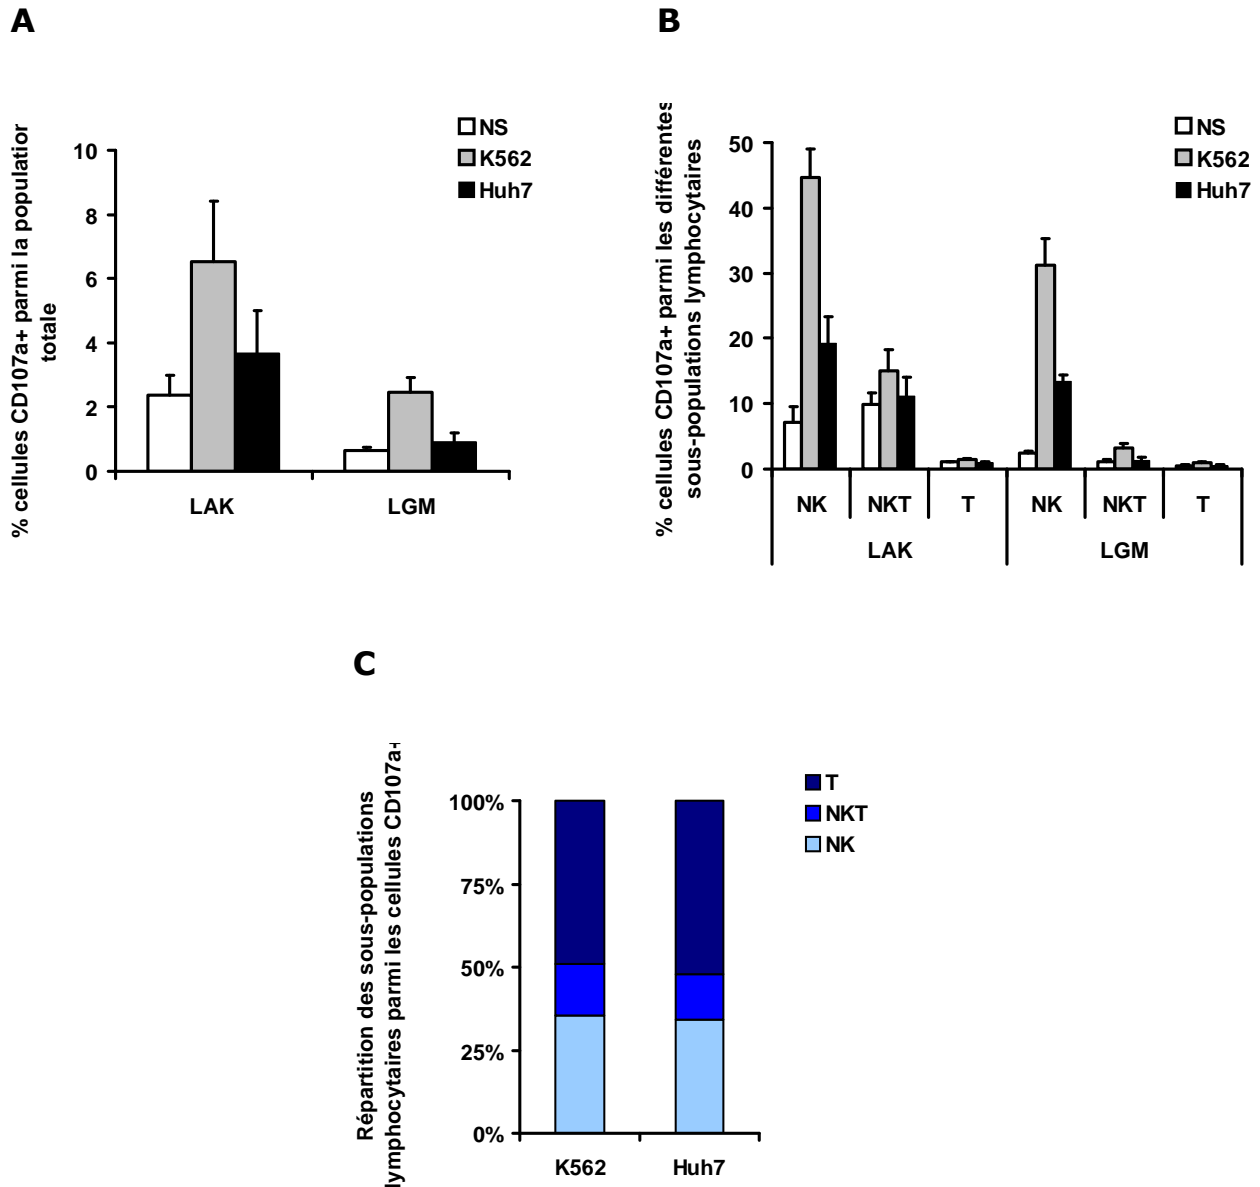 A
% cellules CD107a+ parmi la population
totale
10
8
6
4
2
0
NS
K562
Huh7
LAK
LGM
B
% cellules CD107a+ parmi les différentes
sous-populations lymphocytaires
50
40
30
20
10
0
NS
K562
Huh7
NK
NKT
T
NK
NKT
T
LAK
LGM
C
Répartition des sous-populations
lymphocytaires parmi les cellules CD107a+
100%
75%
50%
25%
0%
T
NKT
NK
K562
Huh7